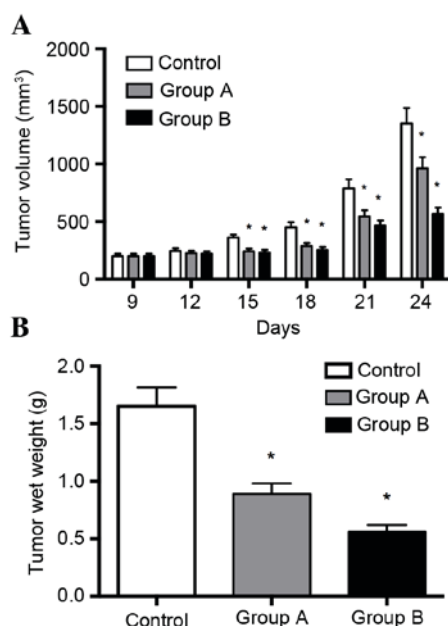 A
Tumor volume (mm³)
2000
1500
1000
500
0
Control
Group A
Group B
* *
* *
* *
* *
9 12 15 18 21 24
Days
B
Tumor wet weight (g)
2.0
1.5
1.0
0.5
0.0
Control
Group A
Group B
*
*
Control Group A Group B